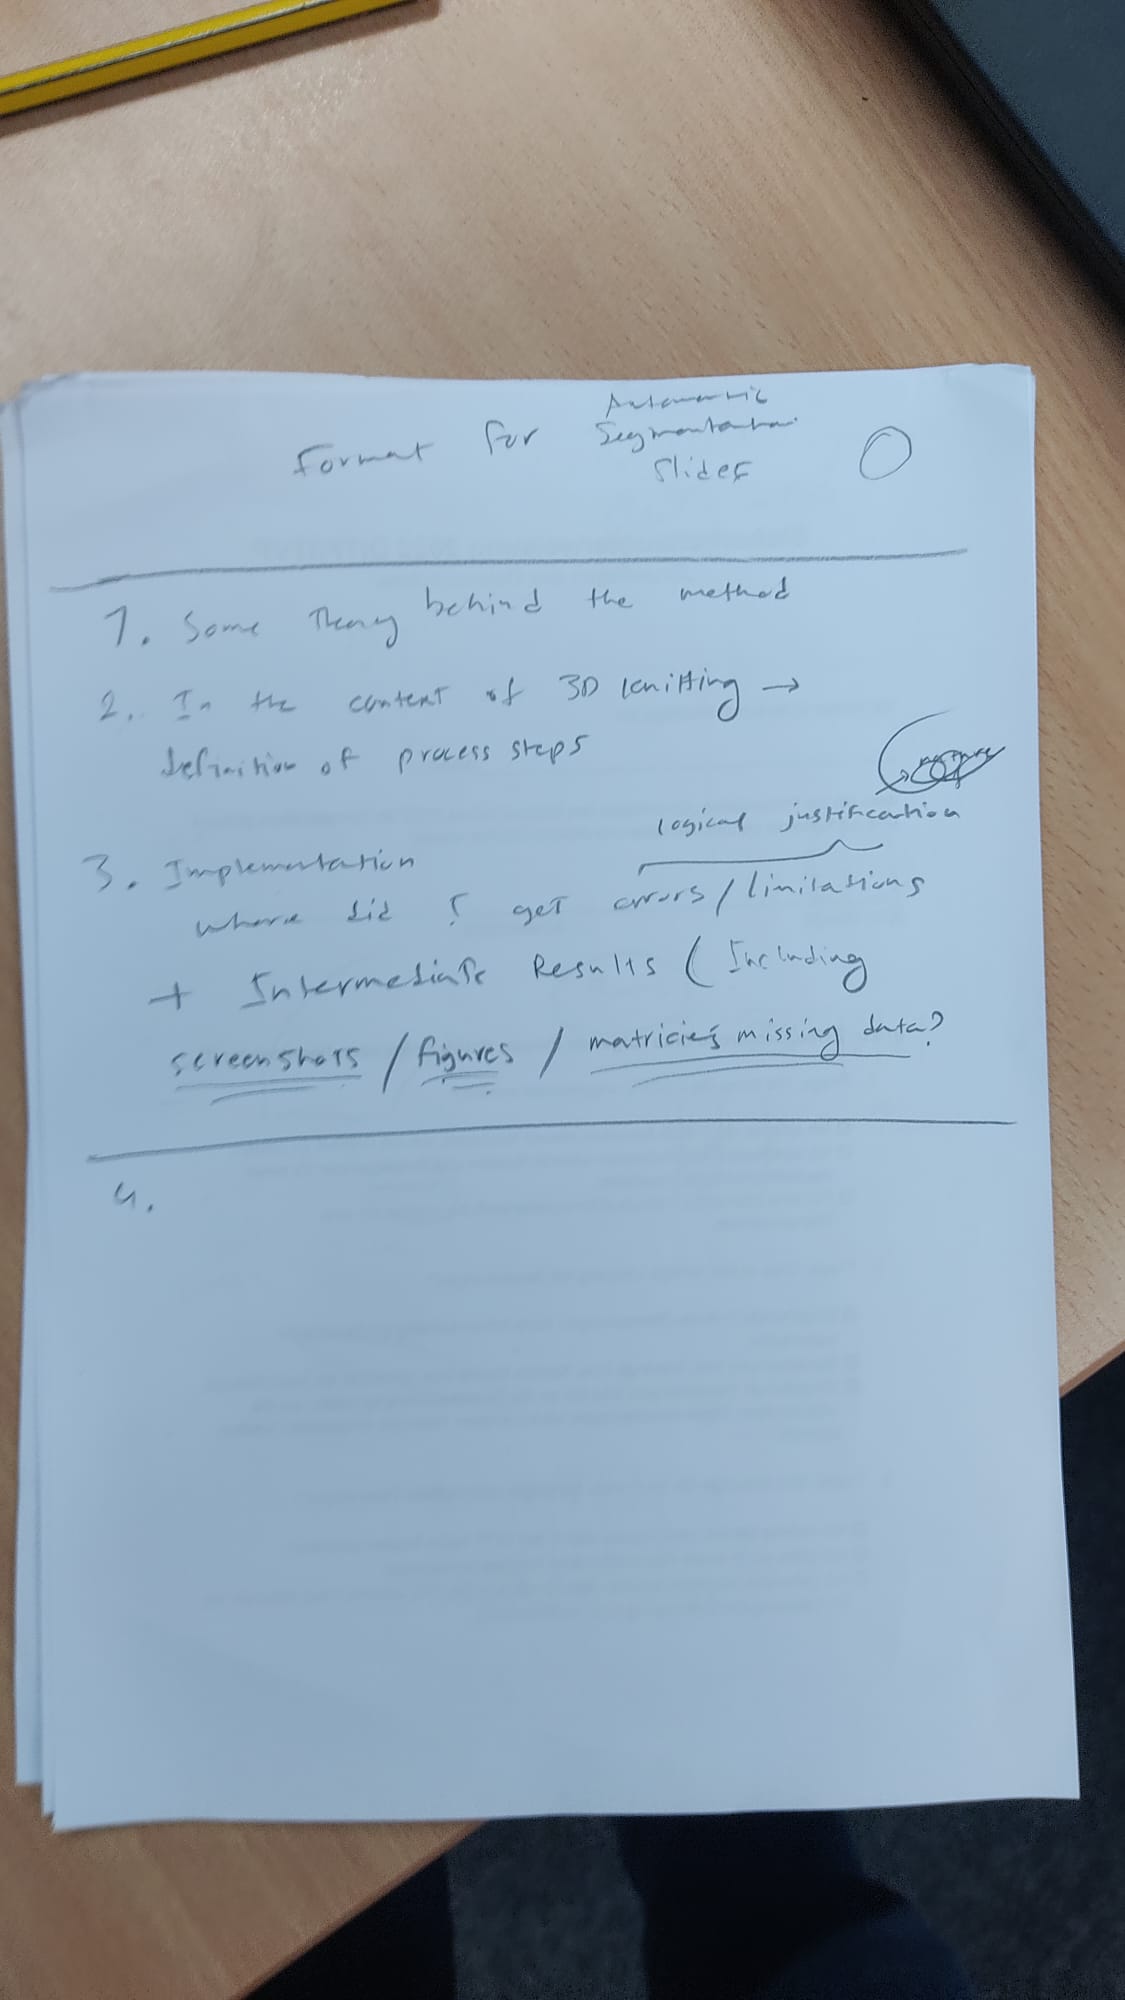 Format for Automatic
Segmentation
Slides
1. Some Theory behind the method
2. In the context of 3D knitting →
definition of process steps
logical justification
3. Implementation
where did I get errors/limitations
+ Intermediate Results (Including
screenshots / figures / matricies missing data?
4.